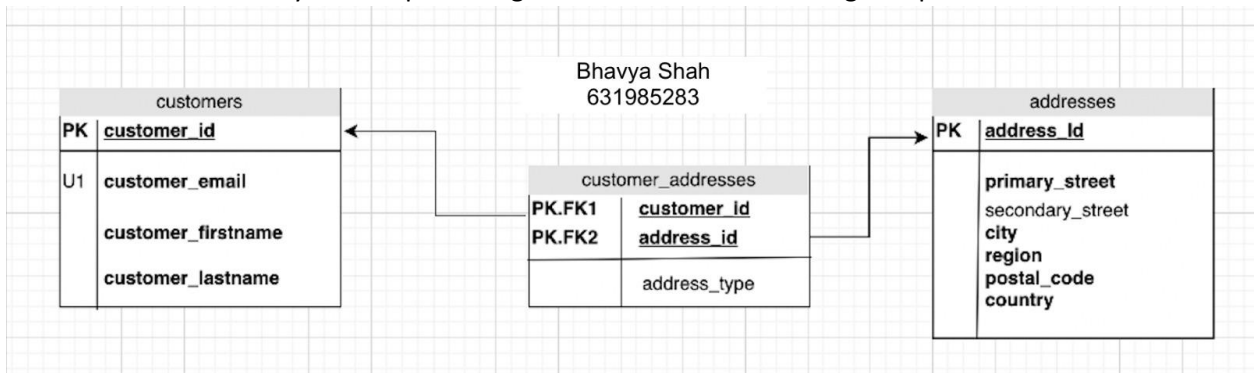 Bhavya Shah
631985283
customers
PK customer_id
U1 customer_email
customer_firstname
customer_lastname
customer_addresses
PK.FK1 customer_id
PK.FK2 address_id
address_type
addresses
PK address_Id
primary_street
secondary_street
city
region
postal_code
country